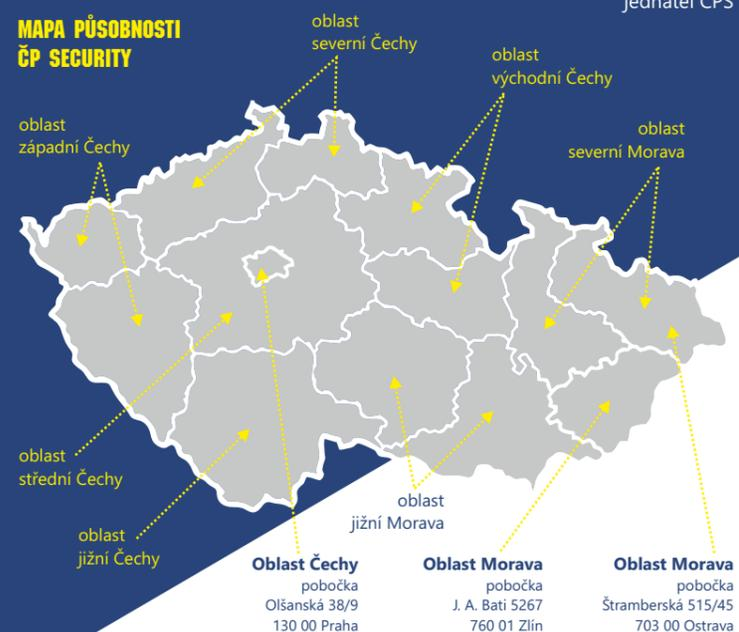 jednatel ČPS
MAPA PŮSOBNOSTI
ČP SECURITY
oblast
severní Čechy
oblast
východní Čechy
oblast
západní Čechy
oblast
severní Morava
oblast
střední Čechy
oblast
jižní Čechy
oblast
jižní Morava
Oblast Čechy
pobočka
Olšanská 38/9
130 00 Praha
Oblast Morava
pobočka
J. A. Bati 5267
760 01 Zlín
Oblast Morava
pobočka
Štramberská 515/45
703 00 Ostrava